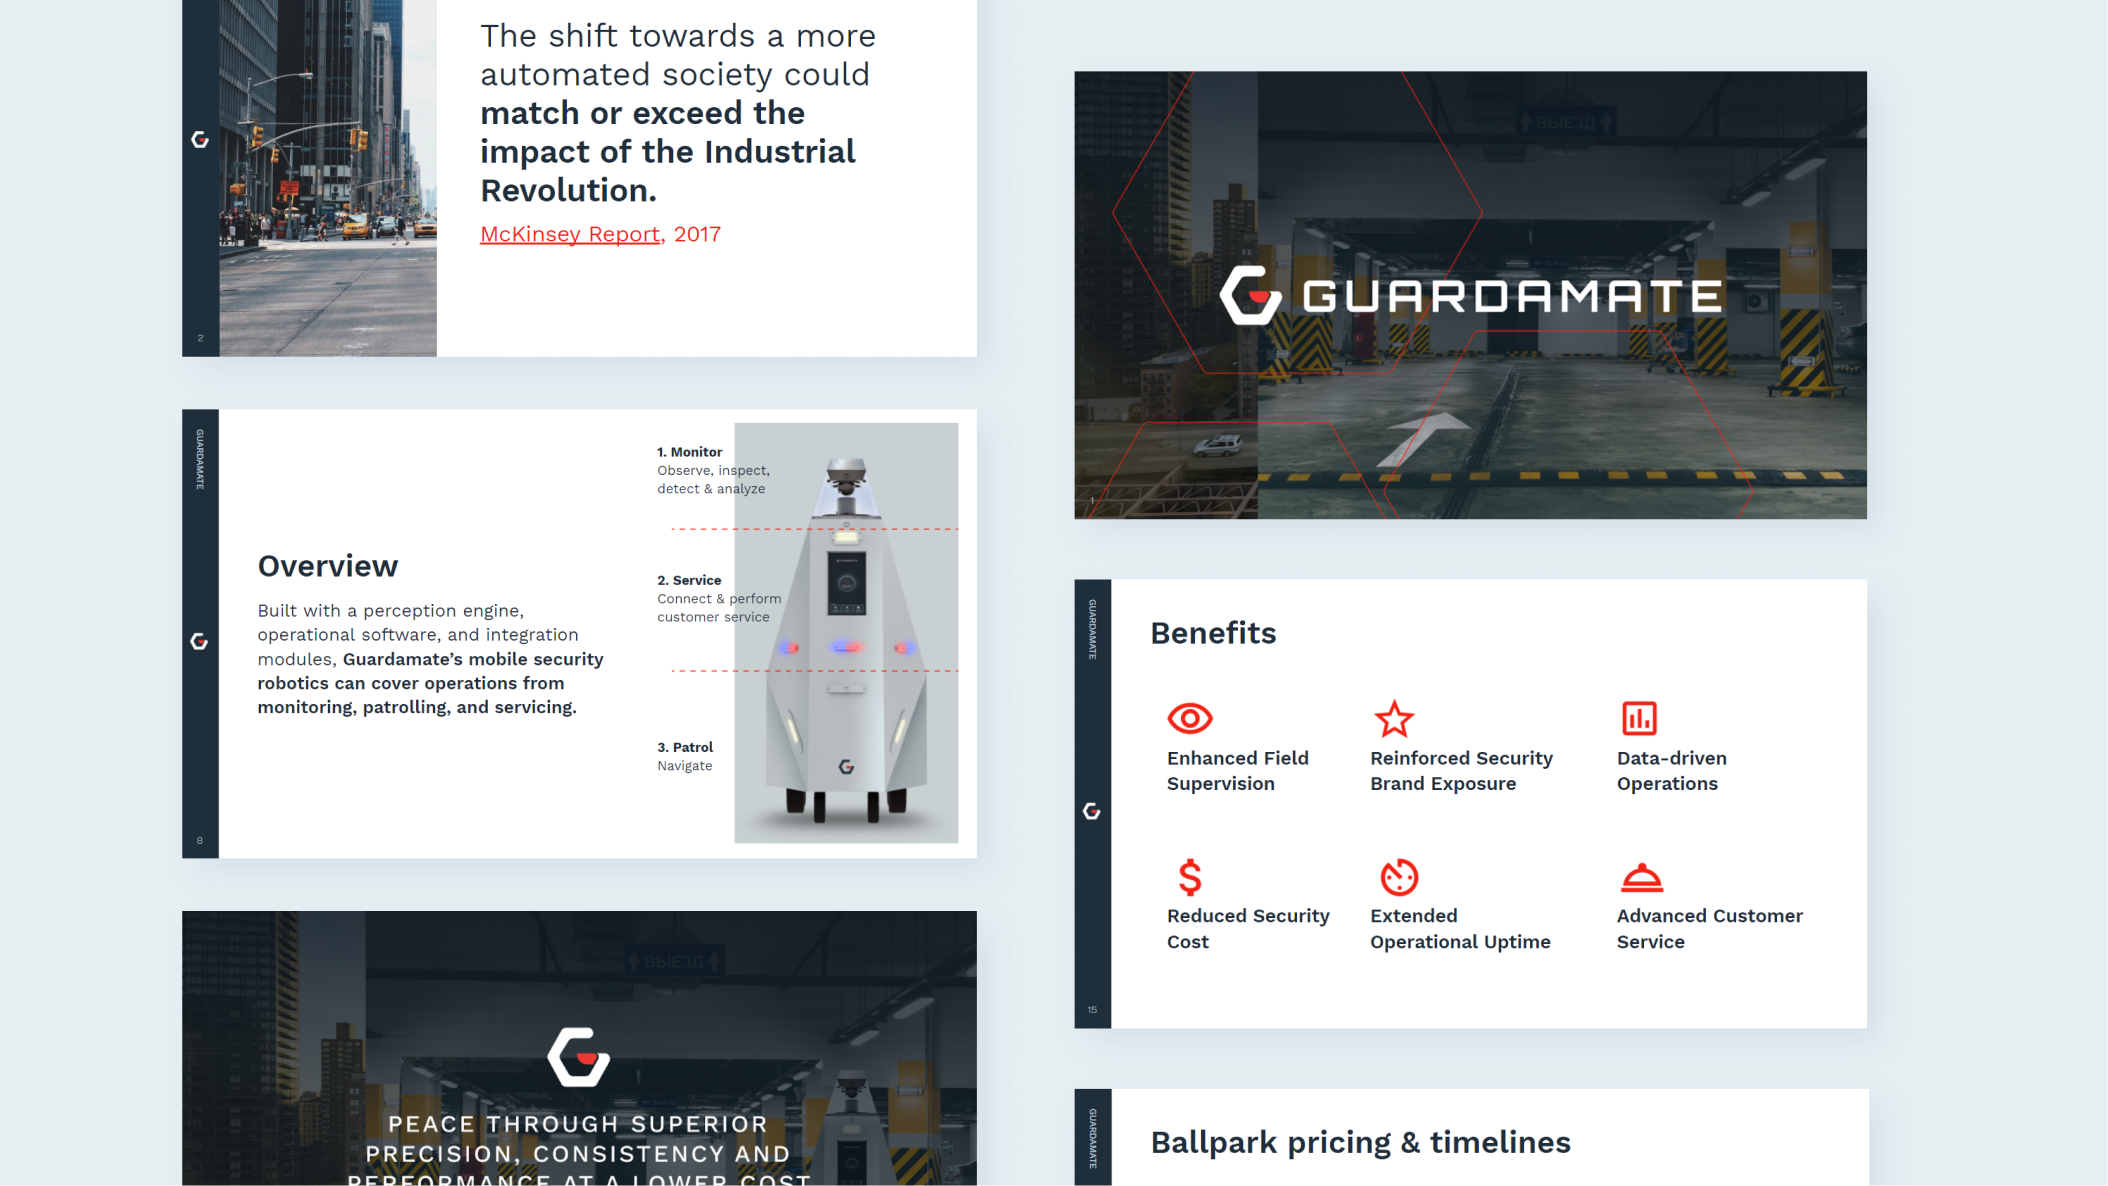 The shift towards a more
automated society could
match or exceed the
impact of the Industrial
Revolution.
McKinsey Report, 2017
2
GUARDAMATE
Overview
Built with a perception engine,
operational software, and integration
modules, Guardamate’s mobile security
robotics can cover operations from
monitoring, patrolling, and servicing.
1. Monitor
Observe, inspect,
detect & analyze
2. Service
Connect & perform
customer service
3. Patrol
Navigate
8
ВЫЕЗД
PEACE THROUGH SUPERIOR
PRECISION, CONSISTENCY AND
PERFORMANCE AT A LOWER COST
ВЫЕЗД
GUARDAMATE
1
GUARDAMATE
Benefits
Enhanced Field
Supervision
Reinforced Security
Brand Exposure
Data-driven
Operations
Reduced Security
Cost
Extended
Operational Uptime
Advanced Customer
Service
15
GUARDAMATE
Ballpark pricing & timelines